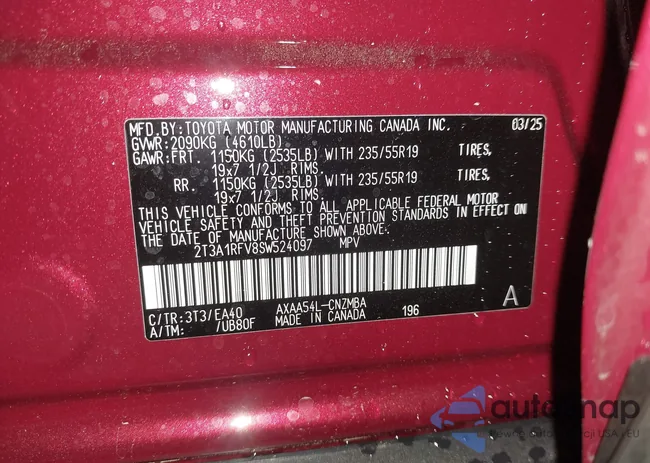 MFD.BY:TOYOTA MOTOR MANUFACTURING CANADA INC. 03/25
GVWR:2090KG (4610LB)
GAWR:FRT. 1150KG (2535LB) WITH 235/55R19 TIRES,
19x7 1/2J RIMS.
RR. 1150KG (2535LB) WITH 235/55R19 TIRES,
19x7 1/2J RIMS.
THIS VEHICLE CONFORMS TO ALL APPLICABLE FEDERAL MOTOR
VEHICLE SAFETY AND THEFT PREVENTION STANDARDS IN EFFECT ON
THE DATE OF MANUFACTURE SHOWN ABOVE.
2T3A1RFV8SW524097 MPV
C/TR:3T3/EA40 AXAA54L-CNZMBA 196 A
A/TM: /UB80F MADE IN CANADA
USA EU